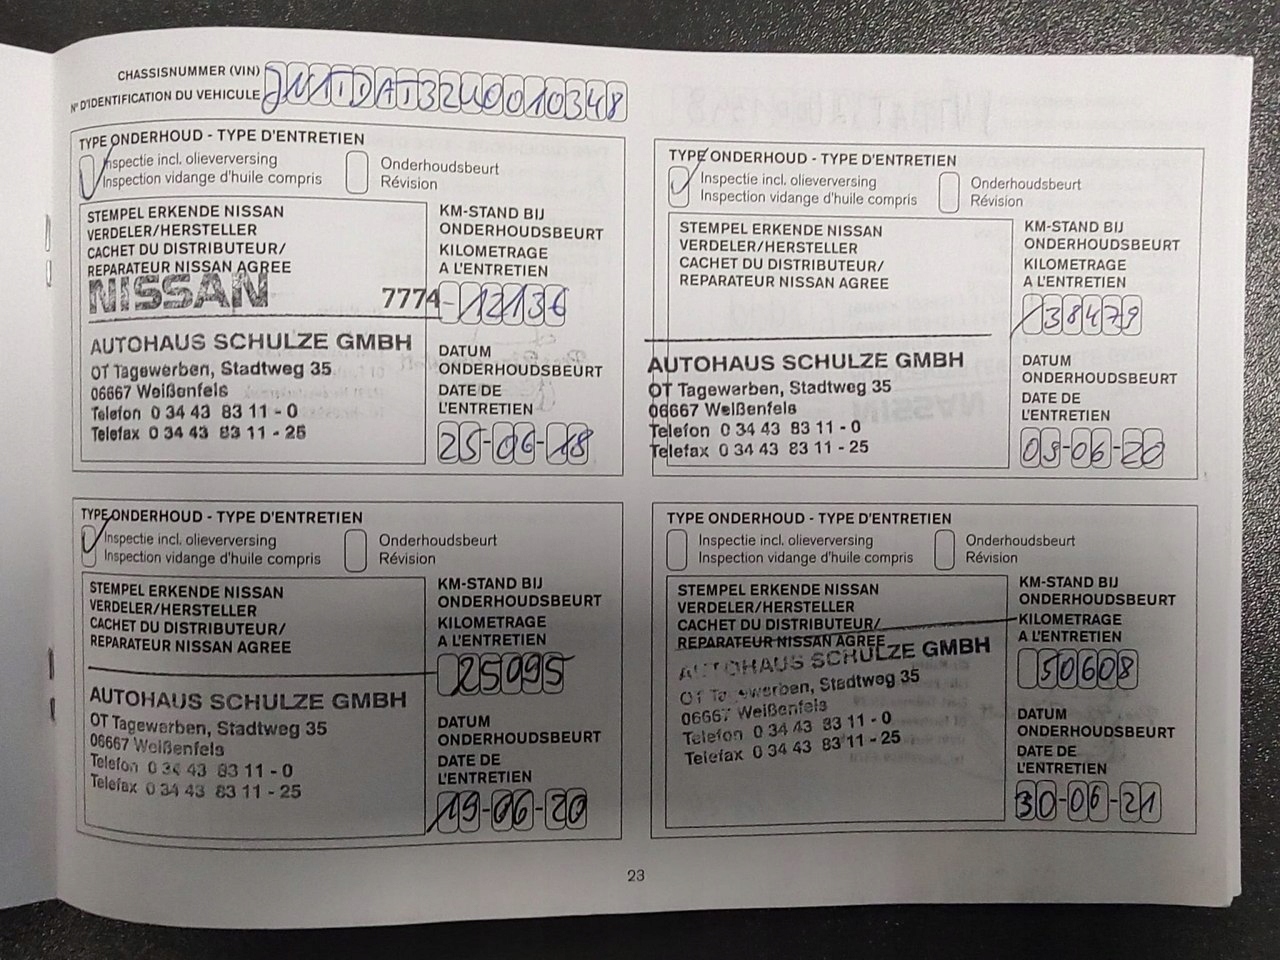 CHASSISNUMMER (VIN)
N° D'IDENTIFICATION DU VEHICULE JN1TDAT32U0010348
TYPE ONDERHOUD - TYPE D'ENTRETIEN
Inspectie incl. olieverversing
Inspection vidange d'huile compris
Onderhoudsbeurt
Révision
STEMPEL ERKENDE NISSAN
VERDELER/HERSTELLER
CACHET DU DISTRIBUTEUR/
REPARATEUR NISSAN AGREE
NISSAN 7774
AUTOHAUS SCHULZE GMBH
OT Tagewerben, Stadtweg 35
06667 Weißenfels
Telefon 0 34 43 83 11 - 0
Telefax 0 34 43 83 11 - 25
KM-STAND BIJ
ONDERHOUDSBEURT
KILOMETRAGE
A L'ENTRETIEN
12136
DATUM
ONDERHOUDSBEURT
DATE DE
L'ENTRETIEN
25-06-18
TYPE ONDERHOUD - TYPE D'ENTRETIEN
Inspectie incl. olieverversing
Inspection vidange d'huile compris
Onderhoudsbeurt
Révision
STEMPEL ERKENDE NISSAN
VERDELER/HERSTELLER
CACHET DU DISTRIBUTEUR/
REPARATEUR NISSAN AGREE
AUTOHAUS SCHULZE GMBH
OT Tagewerben, Stadtweg 35
06667 Weißenfels
Telefon 0 34 43 83 11 - 0
Telefax 0 34 43 83 11 - 25
KM-STAND BIJ
ONDERHOUDSBEURT
KILOMETRAGE
A L'ENTRETIEN
38479
DATUM
ONDERHOUDSBEURT
DATE DE
L'ENTRETIEN
09-06-20
TYPE ONDERHOUD - TYPE D'ENTRETIEN
Inspectie incl. olieverversing
Inspection vidange d'huile compris
Onderhoudsbeurt
Révision
STEMPEL ERKENDE NISSAN
VERDELER/HERSTELLER
CACHET DU DISTRIBUTEUR/
REPARATEUR NISSAN AGREE
AUTOHAUS SCHULZE GMBH
OT Tagewerben, Stadtweg 35
06667 Weißenfels
Telefon 0 34 43 83 11 - 0
Telefax 0 34 43 83 11 - 25
KM-STAND BIJ
ONDERHOUDSBEURT
KILOMETRAGE
A L'ENTRETIEN
25095
DATUM
ONDERHOUDSBEURT
DATE DE
L'ENTRETIEN
19-06-20
TYPE ONDERHOUD - TYPE D'ENTRETIEN
Inspectie incl. olieverversing
Inspection vidange d'huile compris
Onderhoudsbeurt
Révision
STEMPEL ERKENDE NISSAN
VERDELER/HERSTELLER
CACHET DU DISTRIBUTEUR/
REPARATEUR NISSAN AGREE
AUTOHAUS SCHULZE GMBH
OT Tagewerben, Stadtweg 35
06667 Weißenfels
Telefon 0 34 43 83 11 - 0
Telefax 0 34 43 83 11 - 25
KM-STAND BIJ
ONDERHOUDSBEURT
KILOMETRAGE
A L'ENTRETIEN
50608
DATUM
ONDERHOUDSBEURT
DATE DE
L'ENTRETIEN
30-06-21
23